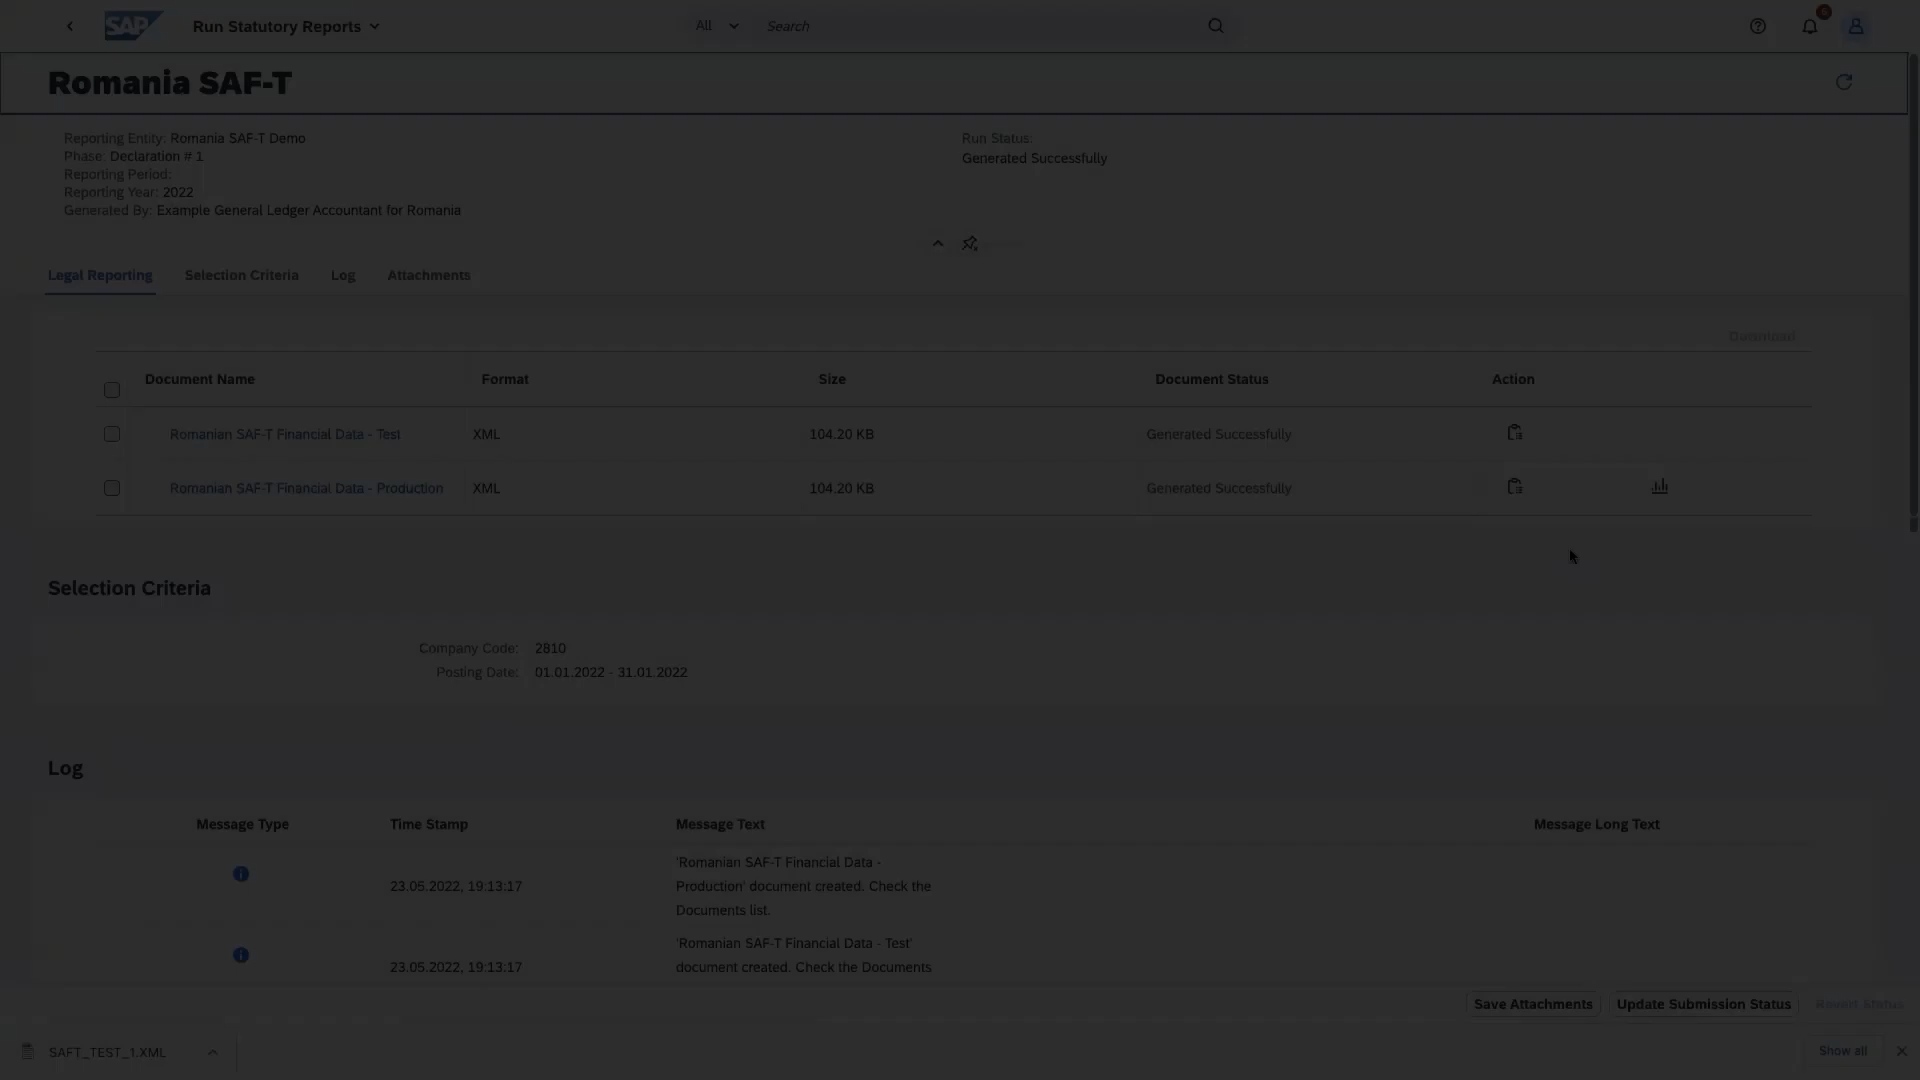 SAP
Run Statutory Reports
All
Search
Romania SAF-T
Reporting Entity: Romania SAF-T Demo
Phase: Declaration # 1
Reporting Period:
Reporting Year: 2022
Generated By: Example General Ledger Accountant for Romania
Run Status:
Generated Successfully
Legal Reporting
Selection Criteria
Log
Attachments
Download
Document Name
Format
Size
Document Status
Action
Romanian SAF-T Financial Data - Test
XML
104.20 KB
Generated Successfully
Romanian SAF-T Financial Data - Production
XML
104.20 KB
Generated Successfully
Selection Criteria
Company Code: 2810
Posting Date: 01.01.2022 - 31.01.2022
Log
Message Type
Time Stamp
Message Text
Message Long Text
23.05.2022, 19:13:17
'Romanian SAF-T Financial Data -
Production' document created. Check the
Documents list.
23.05.2022, 19:13:17
'Romanian SAF-T Financial Data - Test'
document created. Check the Documents
Save Attachments
Update Submission Status
Revert Status
SAFT_TEST_1.XML
Show all